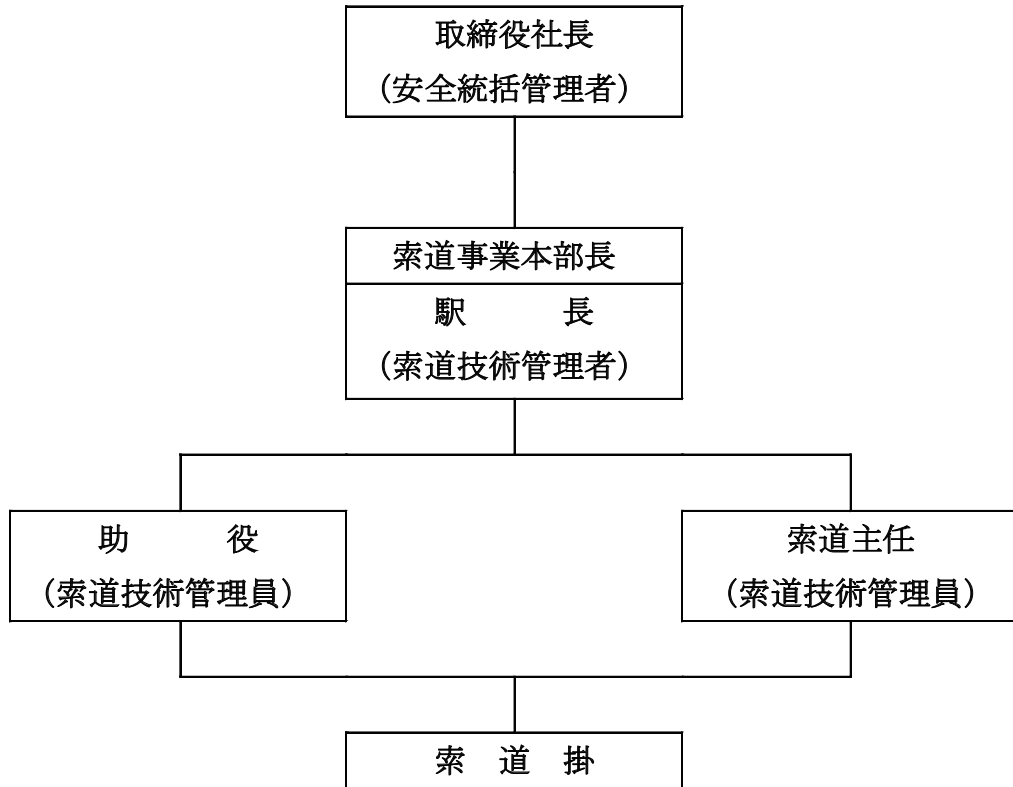 取締役社長
（安全統括管理者）
索道事業本部長
駅　　　長
（索道技術管理者）
助　　　役
（索道技術管理員）
索道主任
（索道技術管理員）
索　道　掛